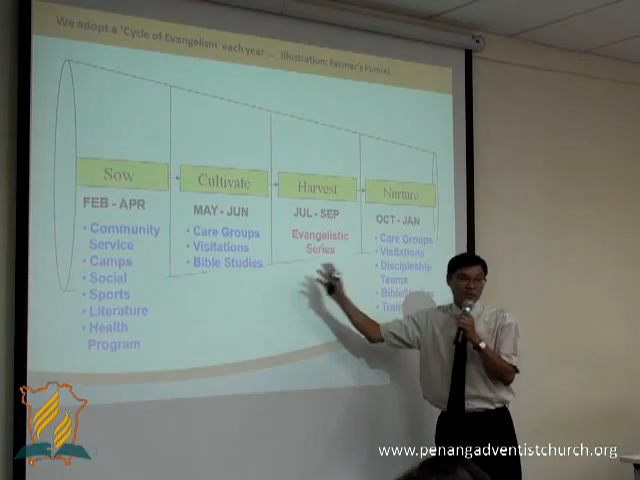 We adopt a 'Cycle of Evangelism' each year ... Illustration: Farmer's Funnel
Sow
FEB - APR
• Community
Service
• Camps
• Social
• Sports
• Literature
• Health
Program
Cultivate
MAY - JUN
• Care Groups
• Visitations
• Bible Studies
Harvest
JUL - SEP
Evangelistic
Series
Nurture
OCT - JAN
• Care Groups
• Visitations
• Discipleship
Teams
www.penangadventistchurch.org